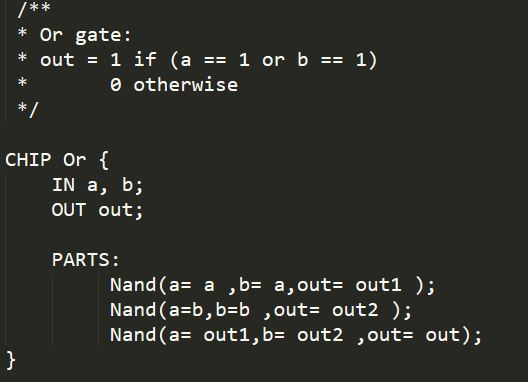 /**
* Or gate:
* out = 1 if (a == 1 or b == 1)
*       0 otherwise
*/

CHIP Or {
    IN a, b;
    OUT out;

    PARTS:
         Nand(a= a ,b= a,out= out1 );
         Nand(a=b,b=b ,out= out2 );
         Nand(a= out1,b= out2 ,out= out);
}